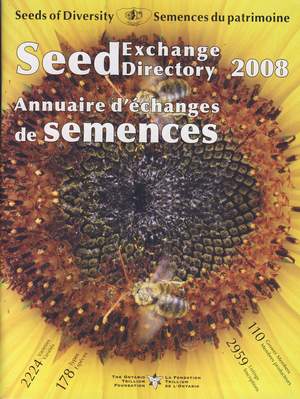 Seeds of Diversity Semences du patrimoine
Seed Exchange Directory 2008
Annuaire d'échanges
de semences
2224
178
2959
110
THE ONTARIO
TRILLIUM
FOUNDATION
LA FONDATION
TRILLIUM
DE L'ONTARIO